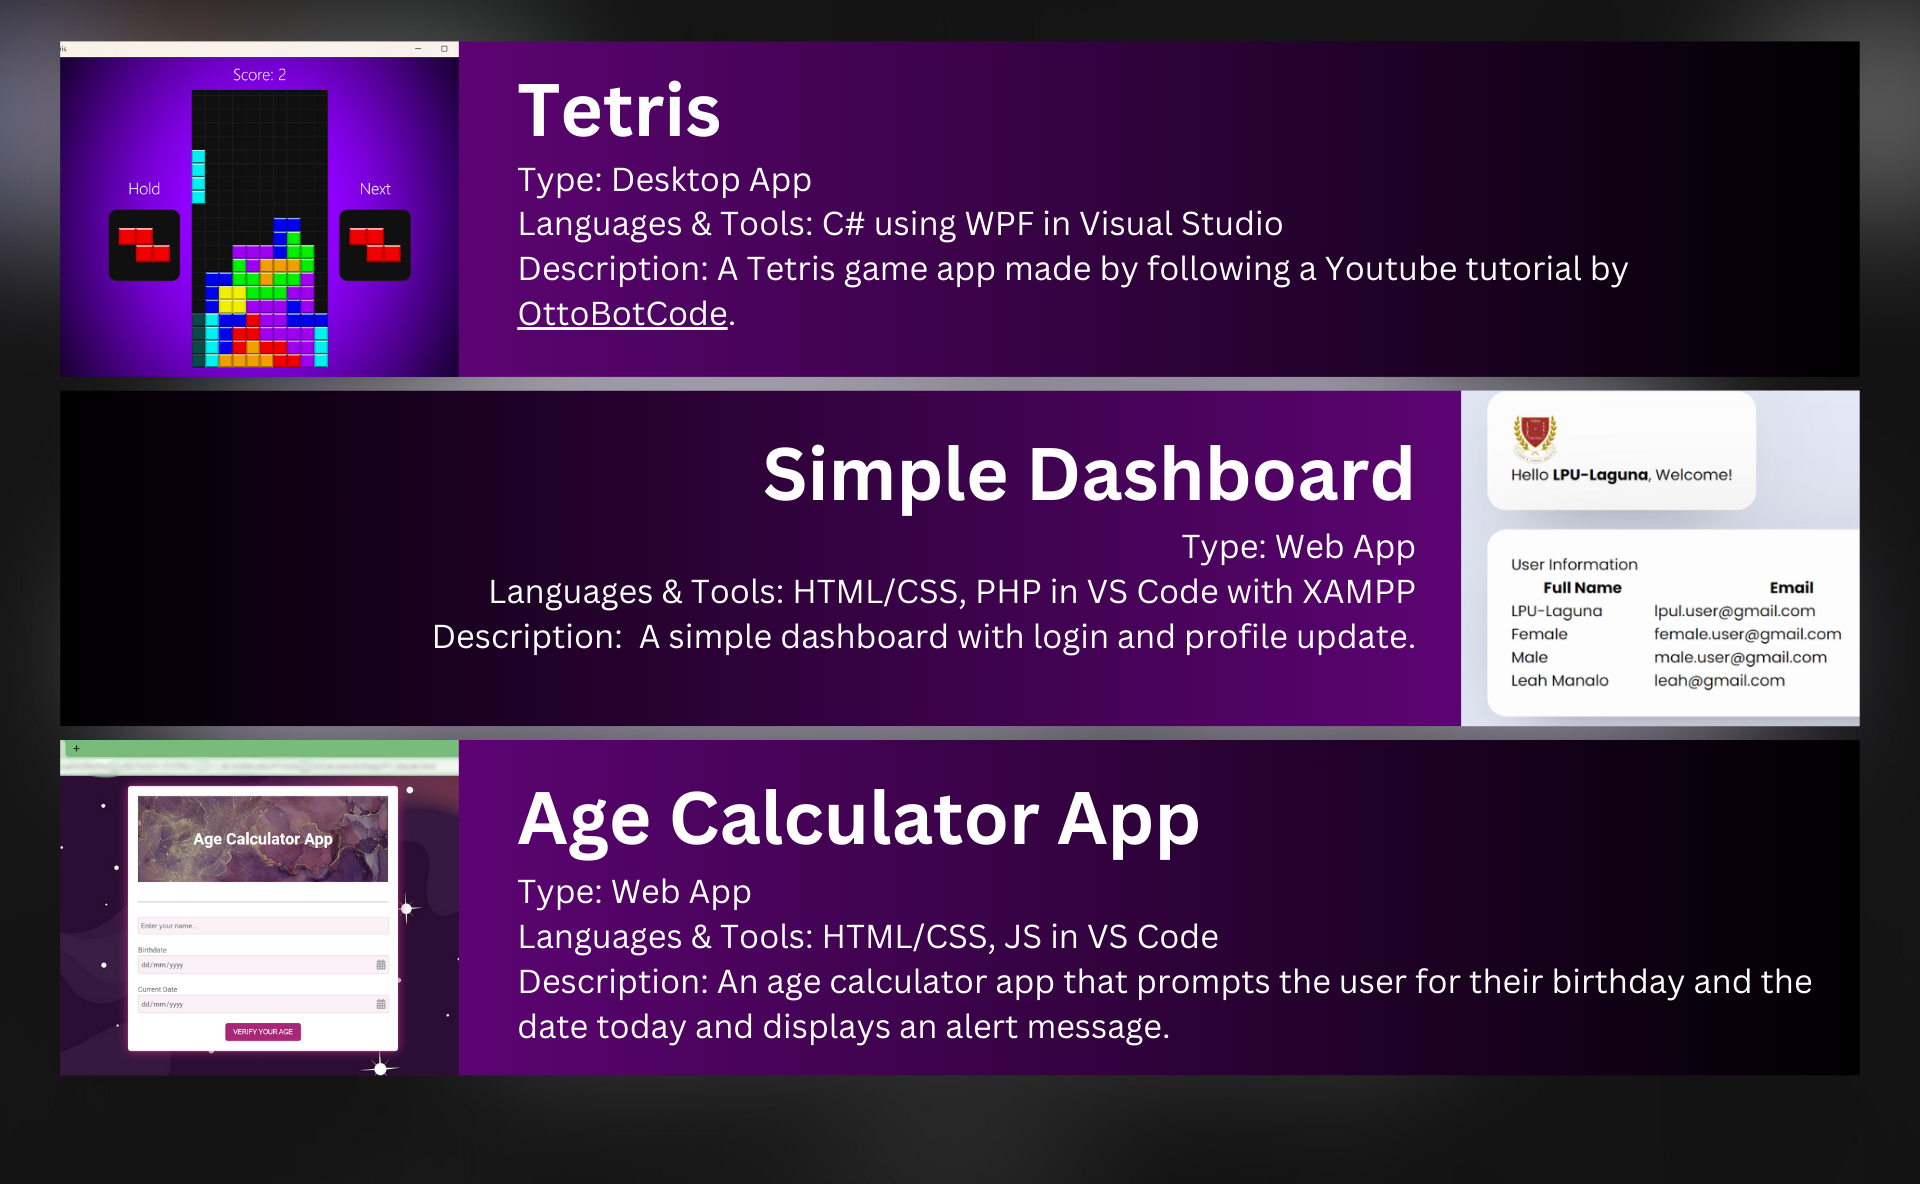 Score: 2
Hold
Next
Tetris
Type: Desktop App
Languages & Tools: C# using WPF in Visual Studio
Description: A Tetris game app made by following a Youtube tutorial by
OttoBotCode.
Simple Dashboard
Type: Web App
Languages & Tools: HTML/CSS, PHP in VS Code with XAMPP
Description:  A simple dashboard with login and profile update.
Hello LPU-Laguna, Welcome!
User Information
Full Name Email
LPU-Laguna lpul.user@gmail.com
Female female.user@gmail.com
Male male.user@gmail.com
Leah Manalo leah@gmail.com
+
Age Calculator App
Enter your name...
Birthdate
dd/mm/yyyy
Current Date
dd/mm/yyyy
VERIFY YOUR AGE
Age Calculator App
Type: Web App
Languages & Tools: HTML/CSS, JS in VS Code
Description: An age calculator app that prompts the user for their birthday and the
date today and displays an alert message.